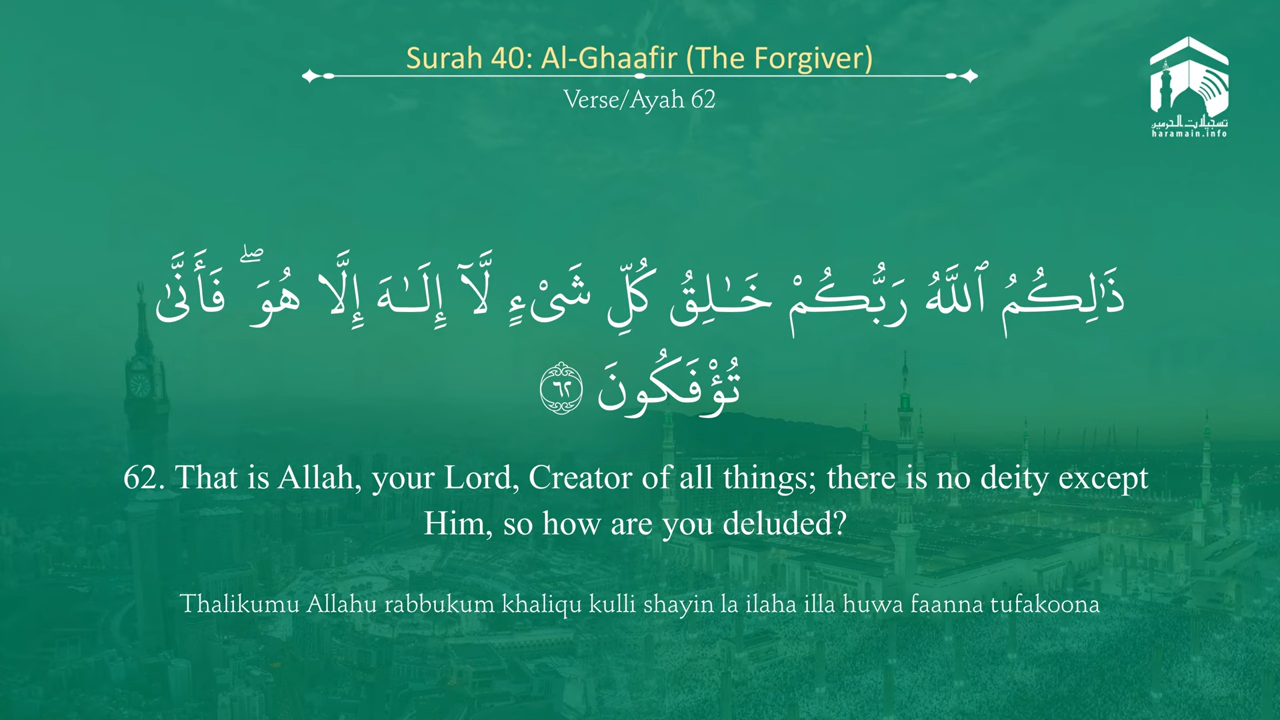 Surah 40: Al-Ghaafir (The Forgiver)
Verse/Ayah 62
تسجيلات الحرمين
haramain.info
ذَٰلِكُمُ ٱللَّهُ رَبُّكُمْ خَـٰلِقُ كُلِّ شَىْءٍ لَّآ إِلَـٰهَ إِلَّا هُوَ ۖ فَأَنَّىٰ
تُؤْفَكُونَ ٦٢
62. That is Allah, your Lord, Creator of all things; there is no deity except
Him, so how are you deluded?
Thalikumu Allahu rabbukum khaliqu kulli shayin la ilaha illa huwa faanna tufakoona